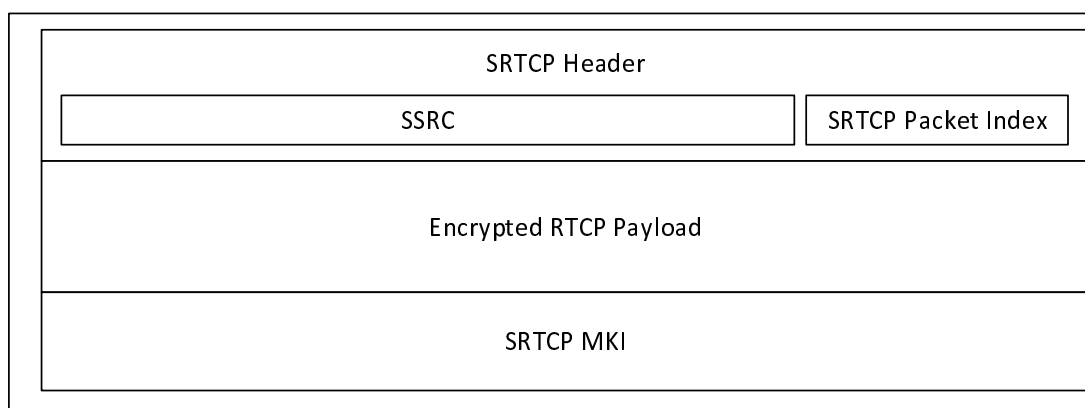 SRTCP Header
SSRC
SRTCP Packet Index
Encrypted RTCP Payload
SRTCP MKI